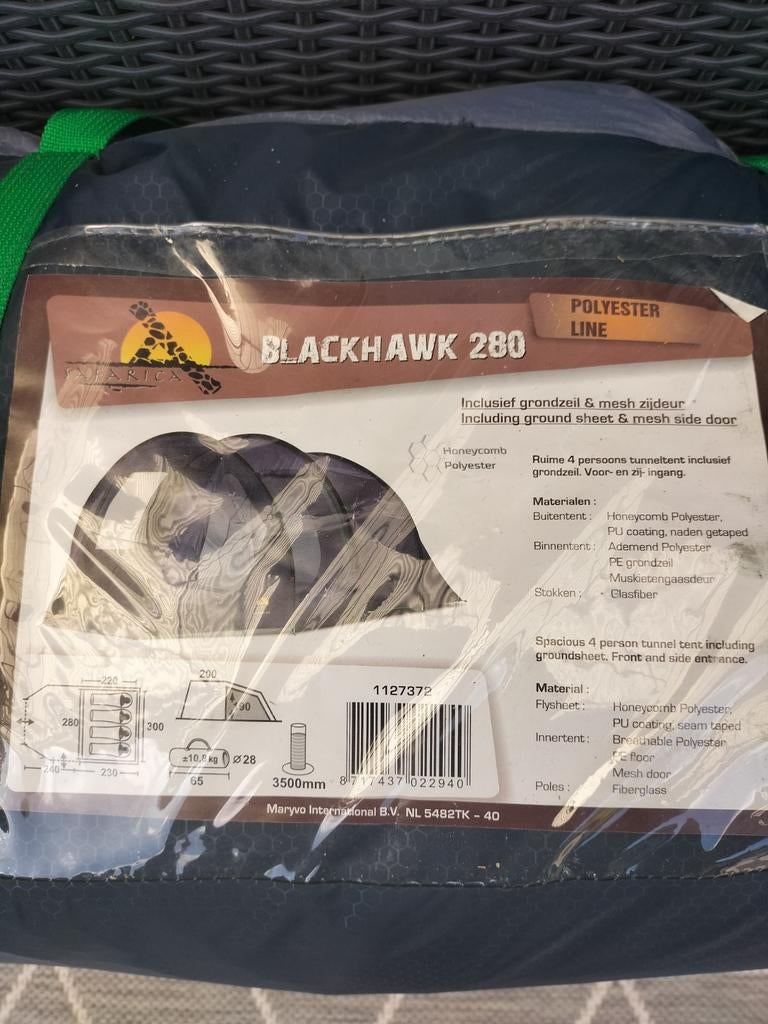 SAFARICA
BLACKHAWK 280
POLYESTER
LINE
Inclusief grondzeil & mesh zijdeur
Including ground sheet & mesh side door
Honeycomb
Polyester
Ruime 4 persoons tunneltent inclusief
grondzeil. Voor- en zij- ingang.
Materialen :
Buitentent : Honeycomb Polyester,
PU coating, naden getaped
Binnentent : Ademend Polyester
PE grondzeil
Muskietengaasdeur
Stokken : Glasfiber
Spacious 4 person tunnel tent including
groundsheet. Front and side entrance.
Material :
Flysheet : Honeycomb Polyester,
PU coating, seam taped
Innertent : Breathable Polyester
PE floor
Mesh door
Poles : Fiberglass
220
280
300
240
230
200
190
±10,8kg
Ø 28
65
3500mm
1127372
8 717437 022940
Maryvo International B.V. NL 5482TK - 40